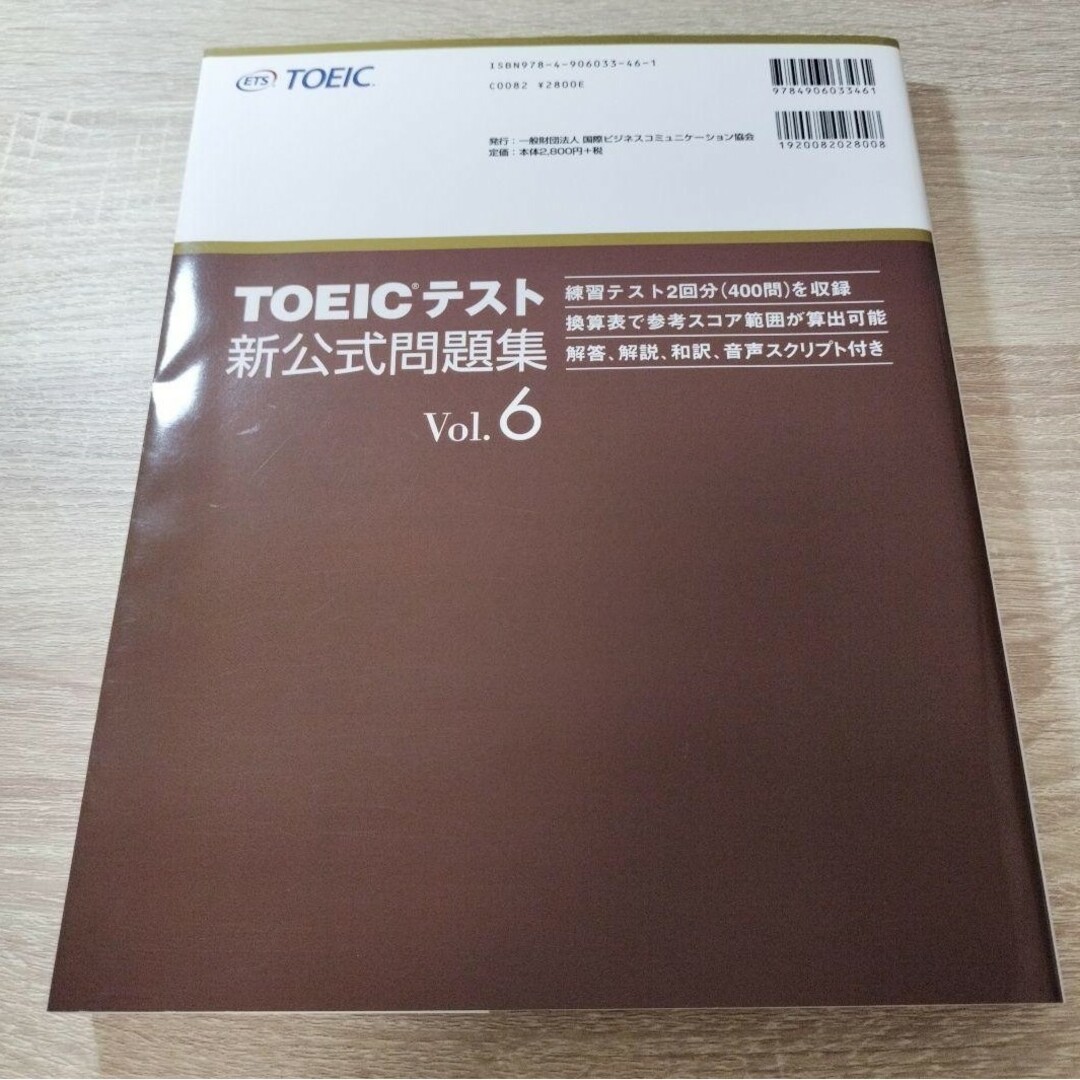 ETS TOEIC®
ISBN978-4-906033-46-1
C0082 ¥2800E
9784906033461
発行：一般財団法人 国際ビジネスコミュニケーション協会
定価：本体2,800円+税
1920082028008
TOEIC®テスト
新公式問題集
Vol. 6
練習テスト2回分（400問）を収録
換算表で参考スコア範囲が算出可能
解答、解説、和訳、音声スクリプト付き